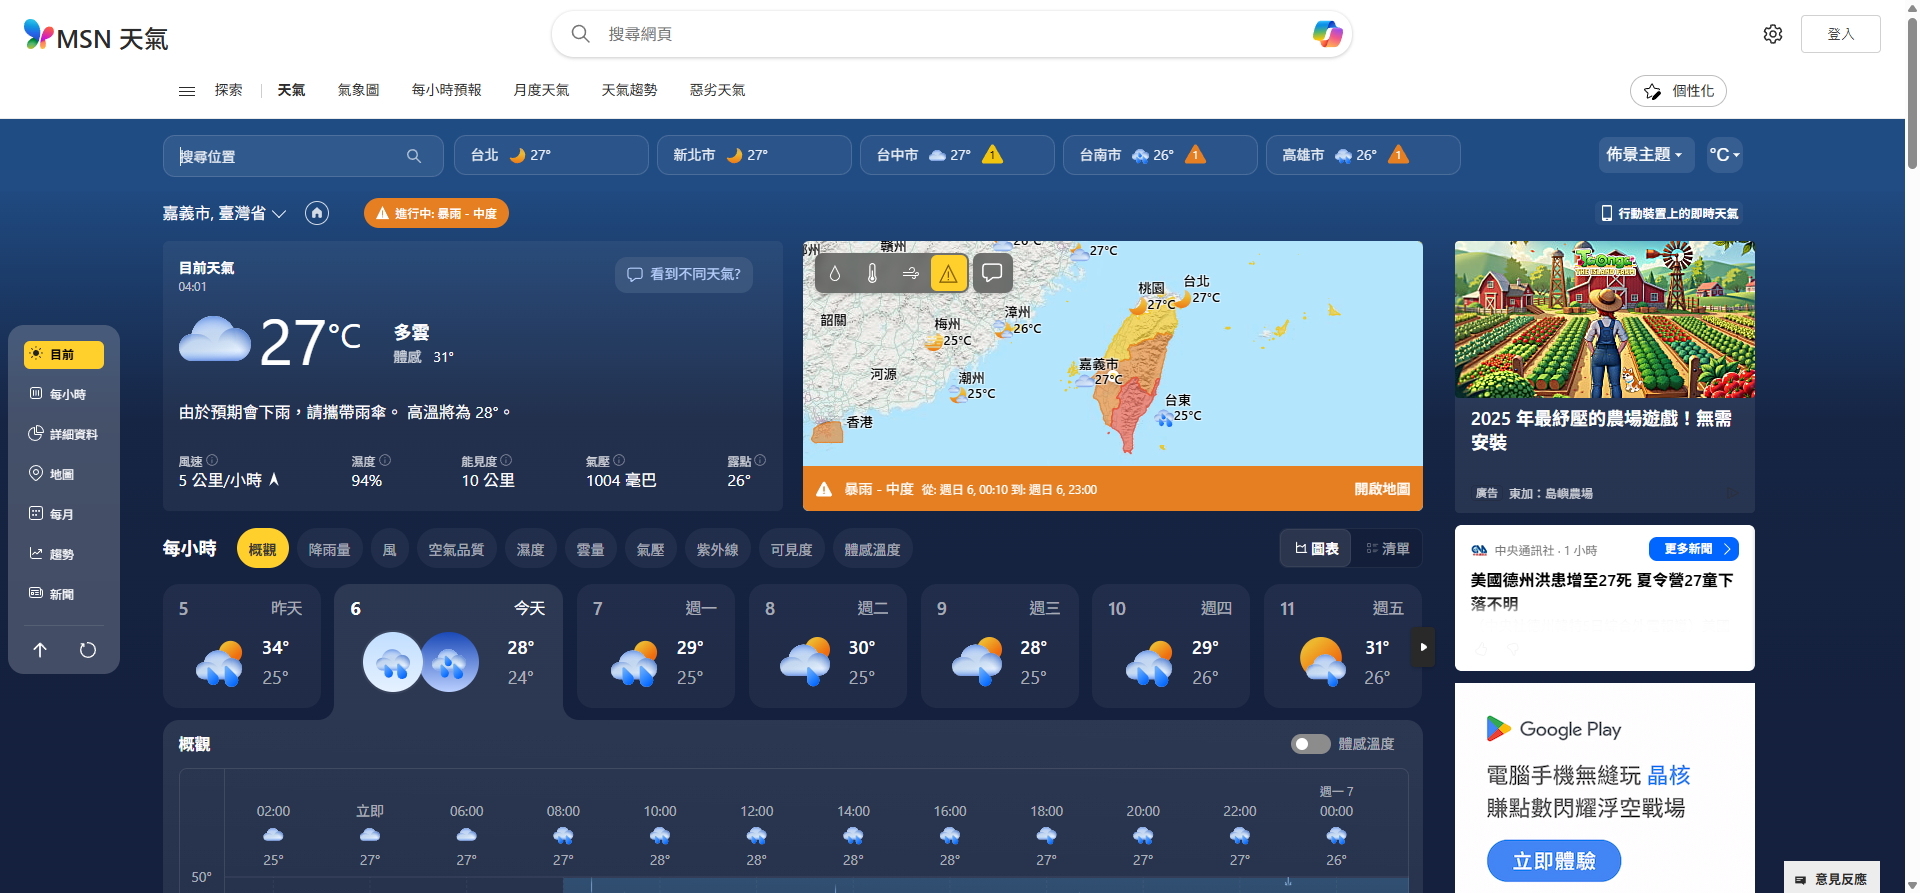 MSN 天氣
搜尋網頁
登入
探索
天氣
氣象圖
每小時預報
月度天氣
天氣趨勢
惡劣天氣
個性化
搜尋位置
台北 27°
新北市 27°
台中市 27° 1
台南市 26° 1
高雄市 26° 1
佈景主題
°C
嘉義市, 臺灣省
進行中: 暴雨 - 中度
行動裝置上的即時天氣
目前天氣
04:01
看到不同天氣?
27°C
多雲
體感 31°
由於預期會下雨，請攜帶雨傘。 高溫將為 28°。
風速
5 公里/小時
濕度
94%
能見度
10 公里
氣壓
1004 毫巴
露點
26°
目前
每小時
詳細資料
地圖
每月
趨勢
新聞
贛州
27°C
韶關
梅州
25°C
漳州
26°C
桃園
27°C
台北
27°C
河源
潮州
25°C
嘉義市
27°C
台東
25°C
香港
暴雨 - 中度 從: 週日 6, 00:10 到: 週日 6, 23:00
開啟地圖
Taonga
THE ISLAND FARM
2025 年最紓壓的農場遊戲！無需
安裝
廣告 東加：島嶼農場
每小時
概觀
降雨量
風
空氣品質
濕度
雲量
氣壓
紫外線
可見度
體感溫度
圖表
清單
5 昨天
34°
25°
6 今天
28°
24°
7 週一
29°
25°
8 週二
30°
25°
9 週三
28°
25°
10 週四
29°
26°
11 週五
31°
26°
中央通訊社 · 1 小時
更多新聞
美國德州洪患增至27死 夏令營27童下
落不明
概觀
體感溫度
週一 7
02:00 立即 06:00 08:00 10:00 12:00 14:00 16:00 18:00 20:00 22:00 00:00
25° 27° 27° 27° 28° 28° 28° 28° 27° 27° 27° 26°
50°
Google Play
電腦手機無縫玩 晶核
賺點數閃耀浮空戰場
立即體驗
意見反應